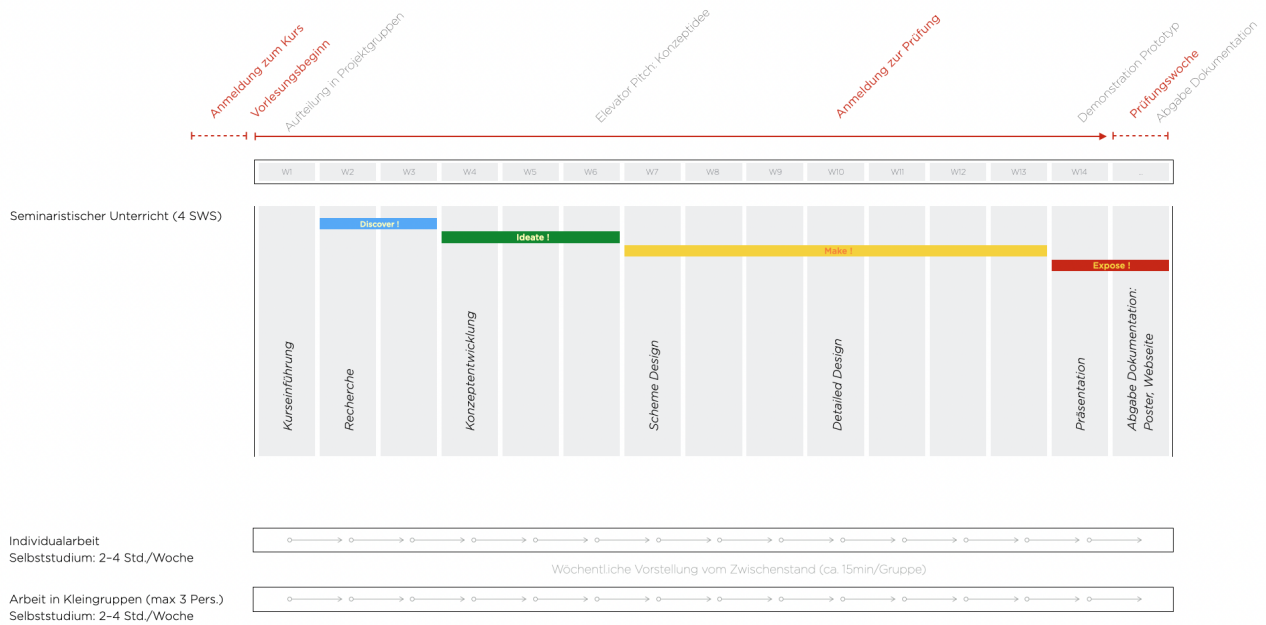 Anmeldung zum Kurs
Vorlesungsbeginn
Aufteilung in Projektgruppen
Elevator Pitch: Konzeptidee
Anmeldung zur Prüfung
Demonstration Prototyp
Prüfungswoche
Abgabe Dokumentation
W1 W2 W3 W4 W5 W6 W7 W8 W9 W10 W11 W12 W13 W14 ...
Seminaristischer Unterricht (4 SWS)
Discover !
Ideate !
Make !
Expose !
Kurseinführung
Recherche
Konzeptentwicklung
Scheme Design
Detailed Design
Präsentation
Abgabe Dokumentation:
Poster, Webseite
Individualarbeit
Selbststudium: 2–4 Std./Woche
Wöchentliche Vorstellung vom Zwischenstand (ca. 15min/Gruppe)
Arbeit in Kleingruppen (max 3 Pers.)
Selbststudium: 2–4 Std./Woche